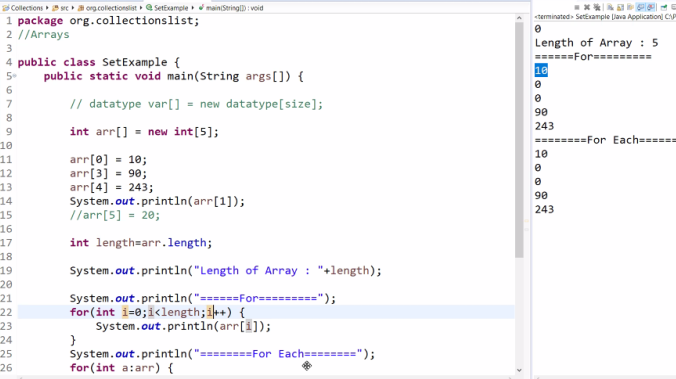 Collections src org.collectionslist SetExample main(String[]) : void
1 package org.collectionslist;
2 //Arrays
3
4 public class SetExample {
5 public static void main(String args[]) {
6
7 // datatype var[] = new datatype[size];
8
9 int arr[] = new int[5];
10
11 arr[0] = 10;
12 arr[3] = 90;
13 arr[4] = 243;
14 System.out.println(arr[1]);
15 //arr[5] = 20;
16
17 int length=arr.length;
18
19 System.out.println("Length of Array : "+length);
20
21 System.out.println("======For=========");
22 for(int i=0;i<length;i++) {
23 System.out.println(arr[i]);
24 }
25 System.out.println("========For Each========");
26 for(int a:arr) {
<terminated> SetExample [Java Application] C:\P
0
Length of Array : 5
======For=========
10
0
0
90
243
========For Each======
10
0
0
90
243